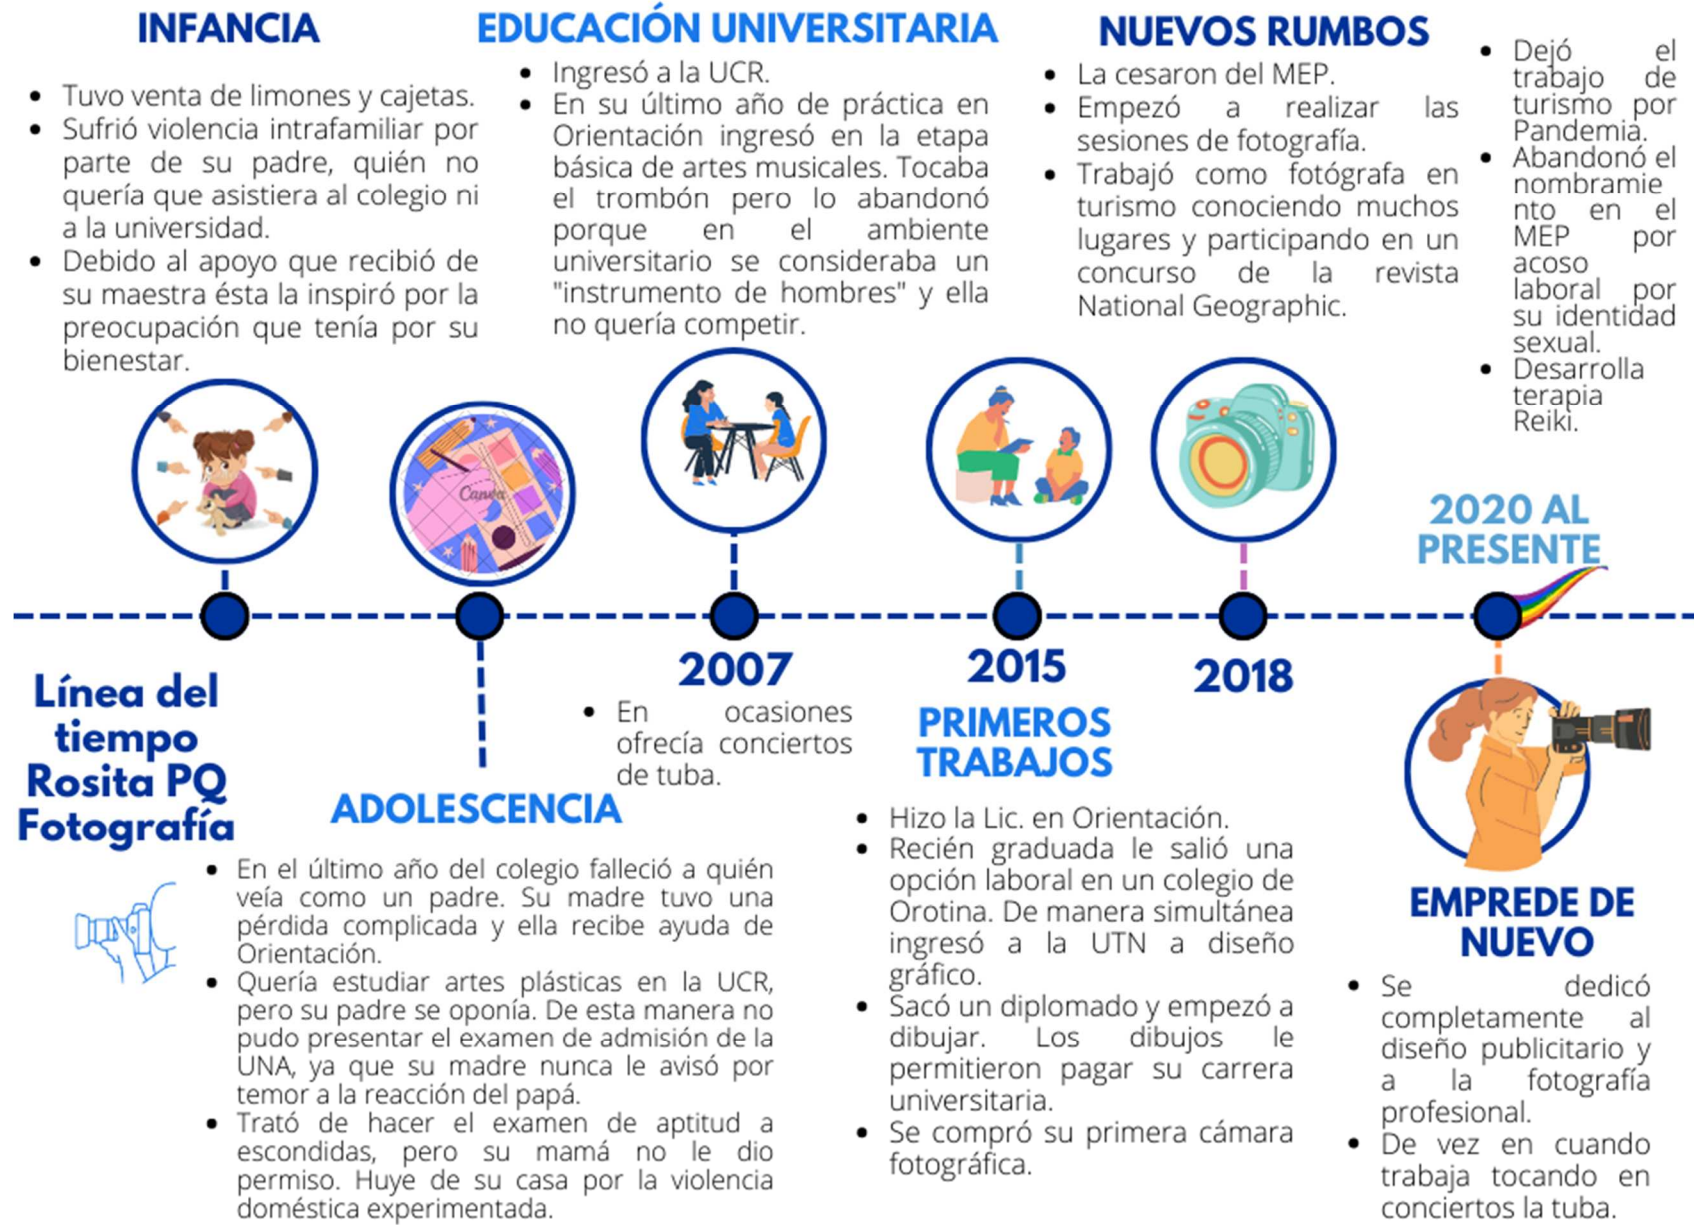 INFANCIA
Tuvo venta de limones y cajetas.
Sufrió violencia intrafamiliar por
parte de su padre, quién no
quería que asistiera al colegio ni
a la universidad.
Debido al apoyo que recibió de
su maestra ésta la inspiró por la
preocupación que tenía por su
bienestar.
EDUCACIÓN UNIVERSITARIA
Ingresó a la UCR.
En su último año de práctica en
Orientación ingresó en la etapa
básica de artes musicales. Tocaba
el trombón pero lo abandonó
porque en el ambiente
universitario se consideraba un
"instrumento de hombres" y ella
no quería competir.
NUEVOS RUMBOS
La cesaron del MEP.
Empezó a realizar las
sesiones de fotografía.
Trabajó como fotógrafa en
turismo conociendo muchos
lugares y participando en un
concurso de la revista
National Geographic.
Dejó el
trabajo de
turismo por
Pandemia.
Abandonó el
nombramie
nto en el
MEP por
acoso
laboral por
su identidad
sexual.
Desarrolla
terapia
Reiki.
Canva
2020 AL
PRESENTE
Línea del
tiempo
Rosita PQ
Fotografía
ADOLESCENCIA
En el último año del colegio falleció a quién
veía como un padre. Su madre tuvo una
pérdida complicada y ella recibe ayuda de
Orientación.
Quería estudiar artes plásticas en la UCR,
pero su padre se oponía. De esta manera no
pudo presentar el examen de admisión de la
UNA, ya que su madre nunca le avisó por
temor a la reacción del papá.
Trató de hacer el examen de aptitud a
escondidas, pero su mamá no le dio
permiso. Huye de su casa por la violencia
doméstica experimentada.
2007
En ocasiones
ofrecía conciertos
de tuba.
2015
PRIMEROS
TRABAJOS
Hizo la Lic. en Orientación.
Recién graduada le salió una
opción laboral en un colegio de
Orotina. De manera simultánea
ingresó a la UTN a diseño
gráfico.
Sacó un diplomado y empezó a
dibujar. Los dibujos le
permitieron pagar su carrera
universitaria.
Se compró su primera cámara
fotográfica.
2018
EMPREDE DE
NUEVO
Se dedicó
completamente al
diseño publicitario y
a la fotografía
profesional.
De vez en cuando
trabaja tocando en
conciertos la tuba.